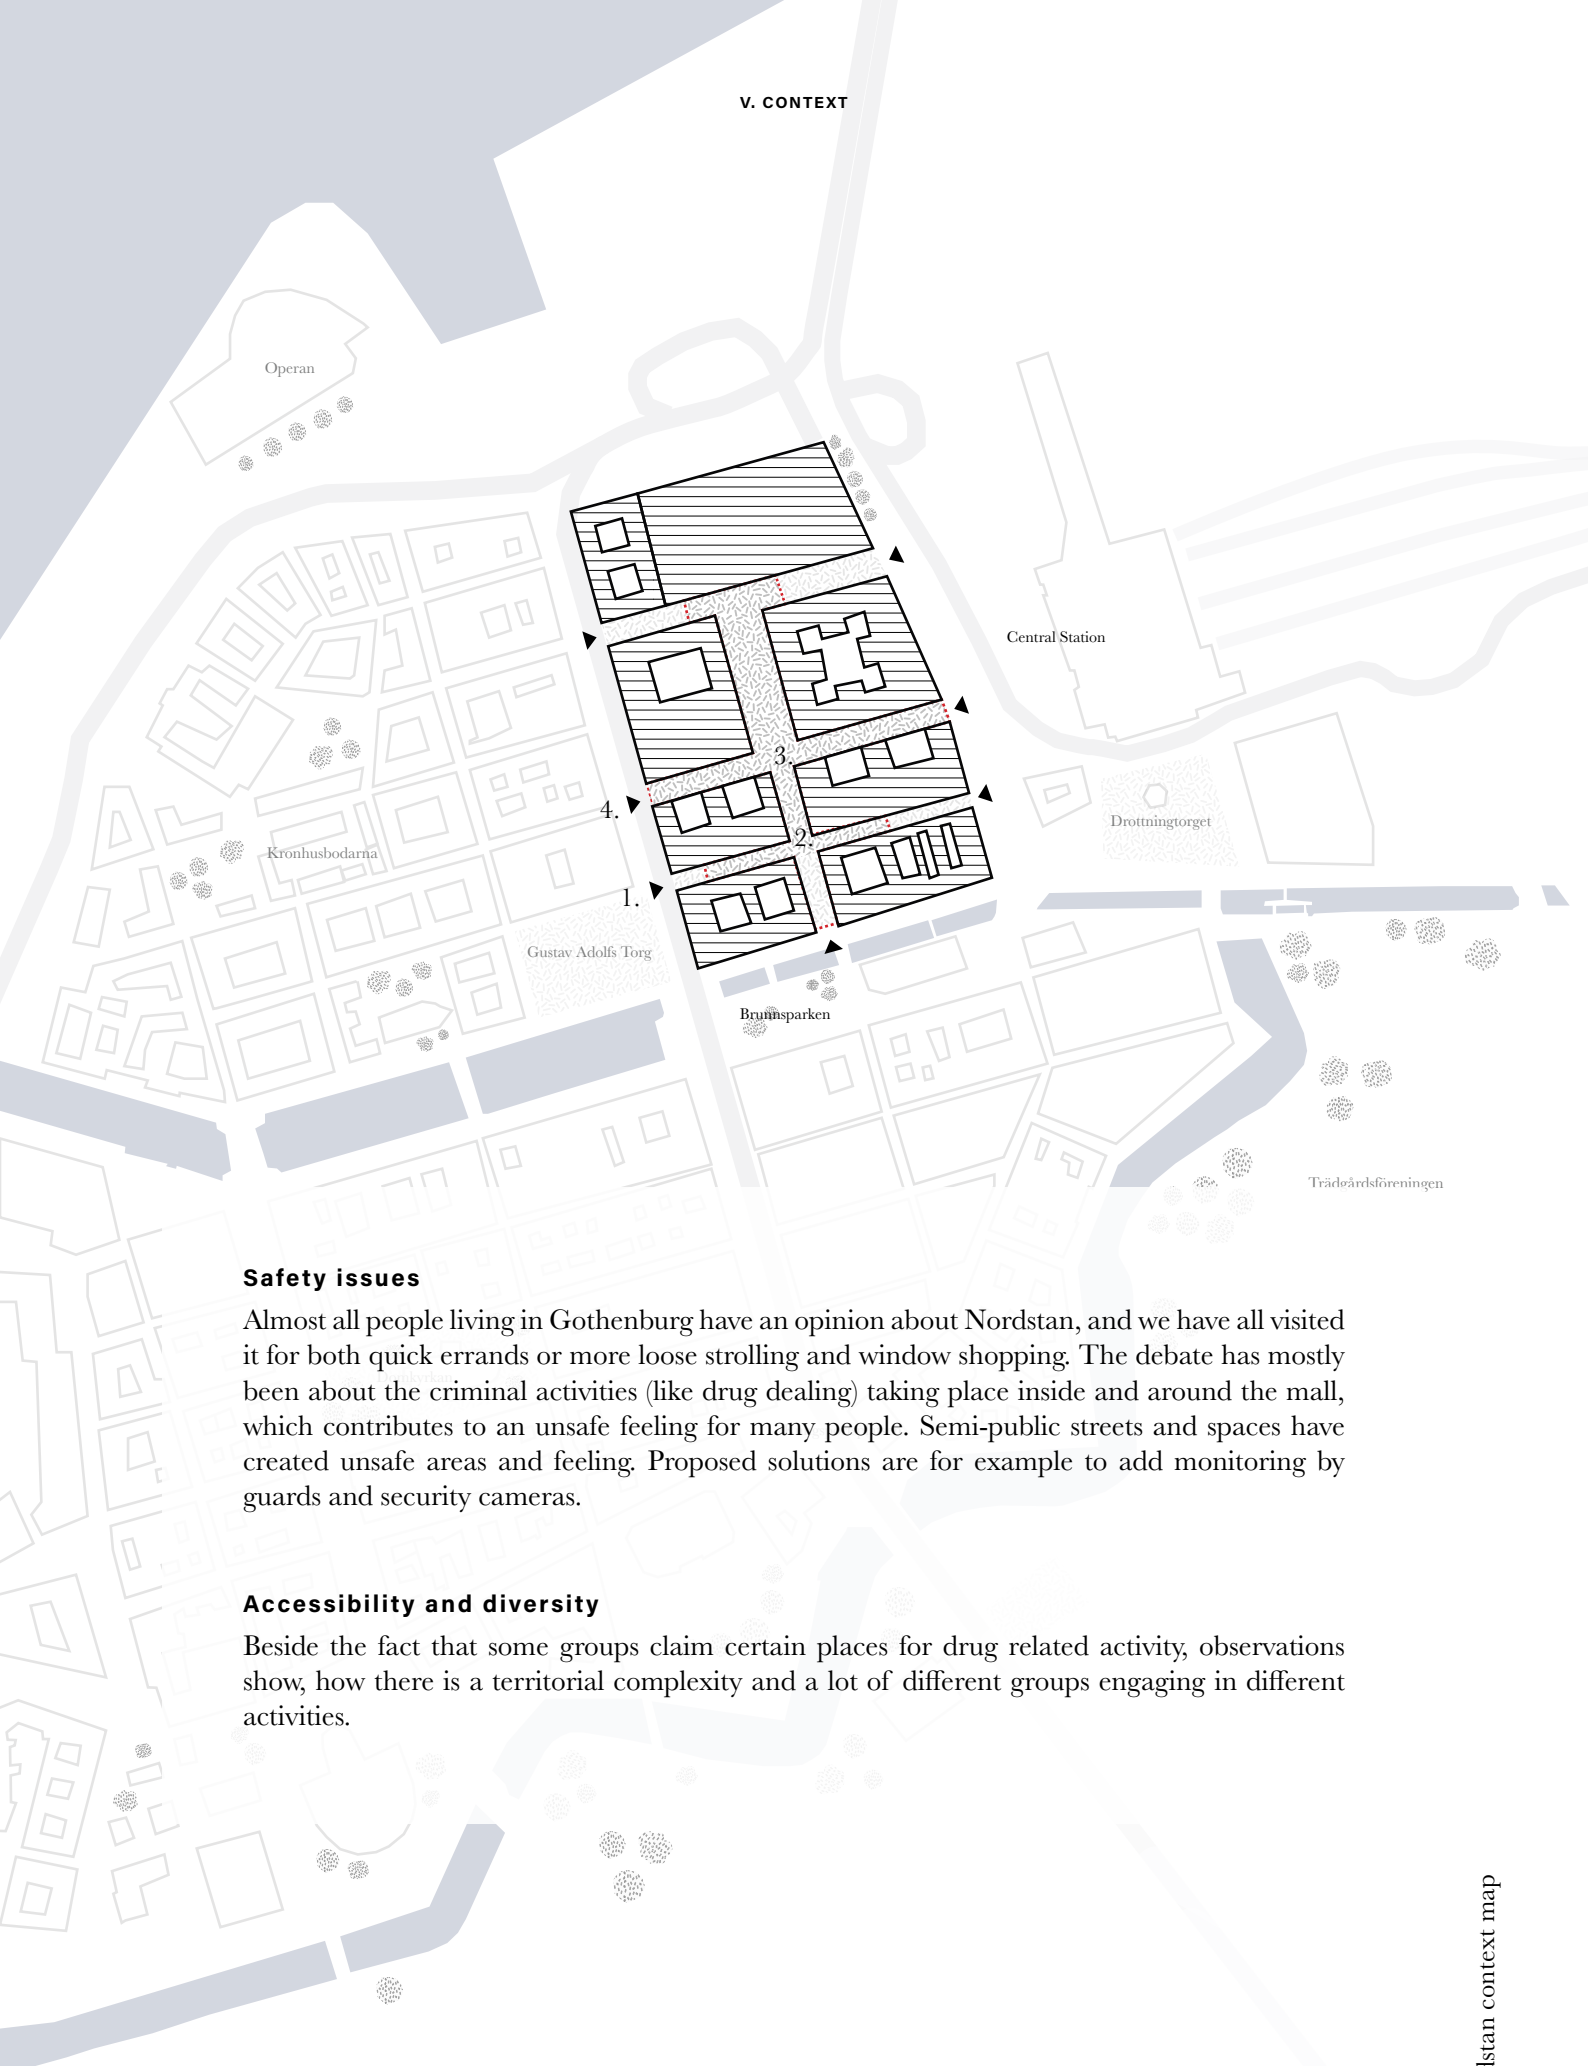 V. CONTEXT
Operan
Central Station
3.
4.
Drottningtorget
2.
Kronhusbodarna
1.
Gustav Adolfs Torg
Brunnsparken
Trädgårdsföreningen
Safety issues
Almost all people living in Gothenburg have an opinion about Nordstan, and we have all visited
it for both quick errands or more loose strolling and window shopping. The debate has mostly
Domkyrkan
been about the criminal activities (like drug dealing) taking place inside and around the mall,
which contributes to an unsafe feeling for many people. Semi-public streets and spaces have
created unsafe areas and feeling. Proposed solutions are for example to add monitoring by
guards and security cameras.
Accessibility and diversity
Beside the fact that some groups claim certain places for drug related activity, observations
show, how there is a territorial complexity and a lot of different groups engaging in different
activities.
dstan context map